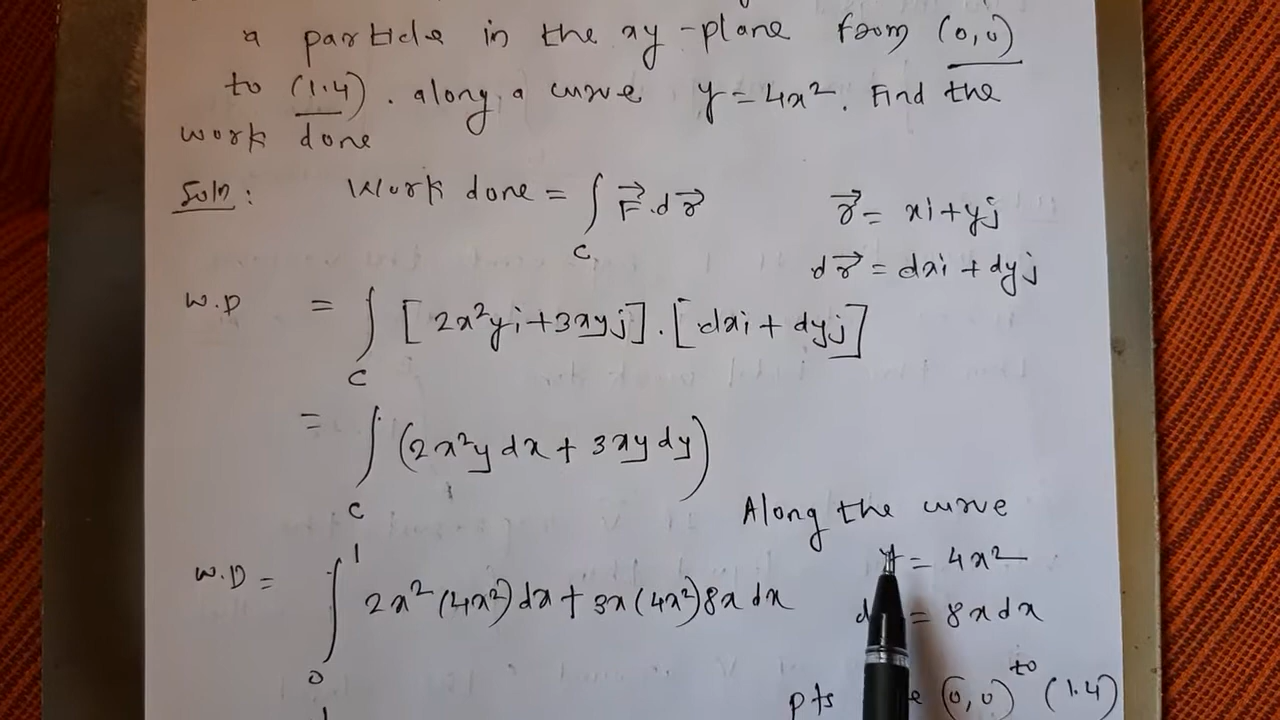 a particle in the xy-plane from (0,0)
to (1.4). along a curve y = 4x². Find the
work done
Soln: Work done = ∫ F⃗.dr⃗ r⃗ = xi+yj
C
dr⃗ = dxi + dyj
W.D = ∫ [2x²yi+3xyj].[dxi + dyj]
C
= ∫ (2x²y dx + 3xy dy)
C
Along the curve
y = 4x²
1
W.D = ∫ 2x²(4x²)dx + 3x(4x²)8x dx
0
d = 8x dx
pts (0,0) to (1.4)
1